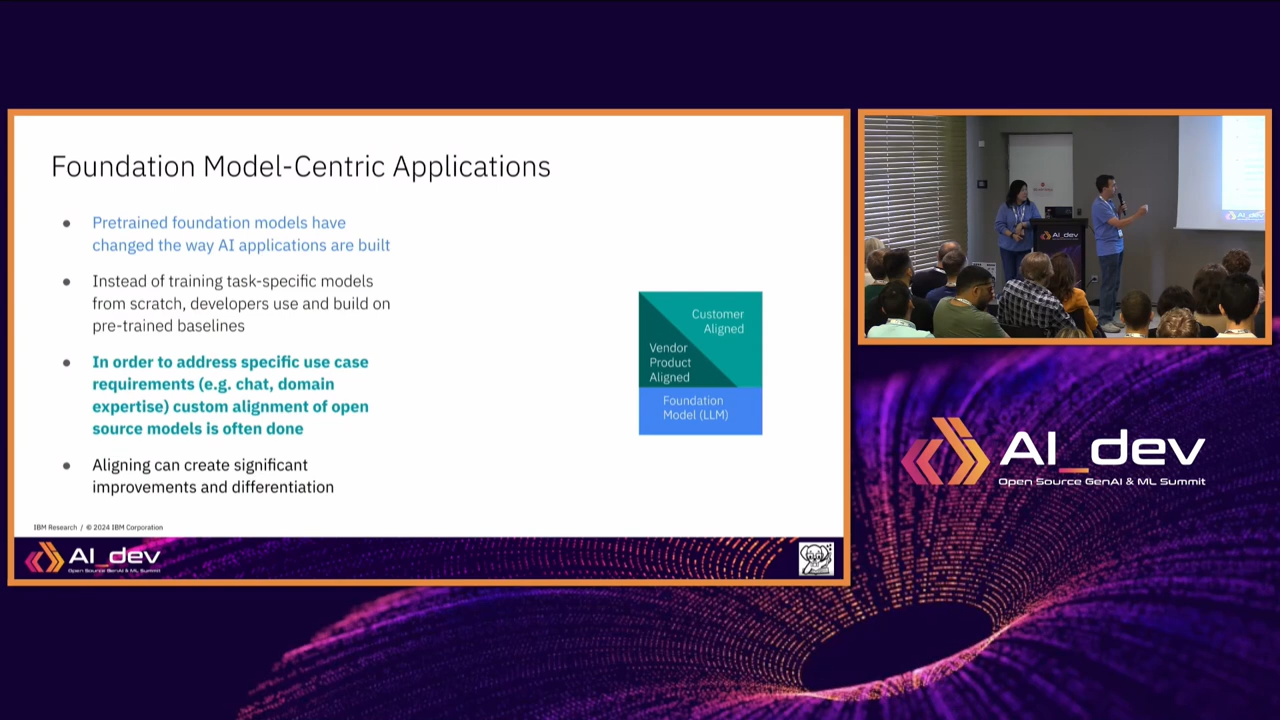 Foundation Model-Centric Applications
Pretrained foundation models have
changed the way AI applications are built
Instead of training task-specific models
from scratch, developers use and build on
pre-trained baselines
In order to address specific use case
requirements (e.g. chat, domain
expertise) custom alignment of open
source models is often done
Aligning can create significant
improvements and differentiation
Customer
Aligned
Vendor
Product
Aligned
Foundation
Model (LLM)
IBM Research / © 2024 IBM Corporation
AI_dev
Open Source GenAI & ML Summit
AI_dev
AI_dev
AI_dev
Open Source GenAI & ML Summit